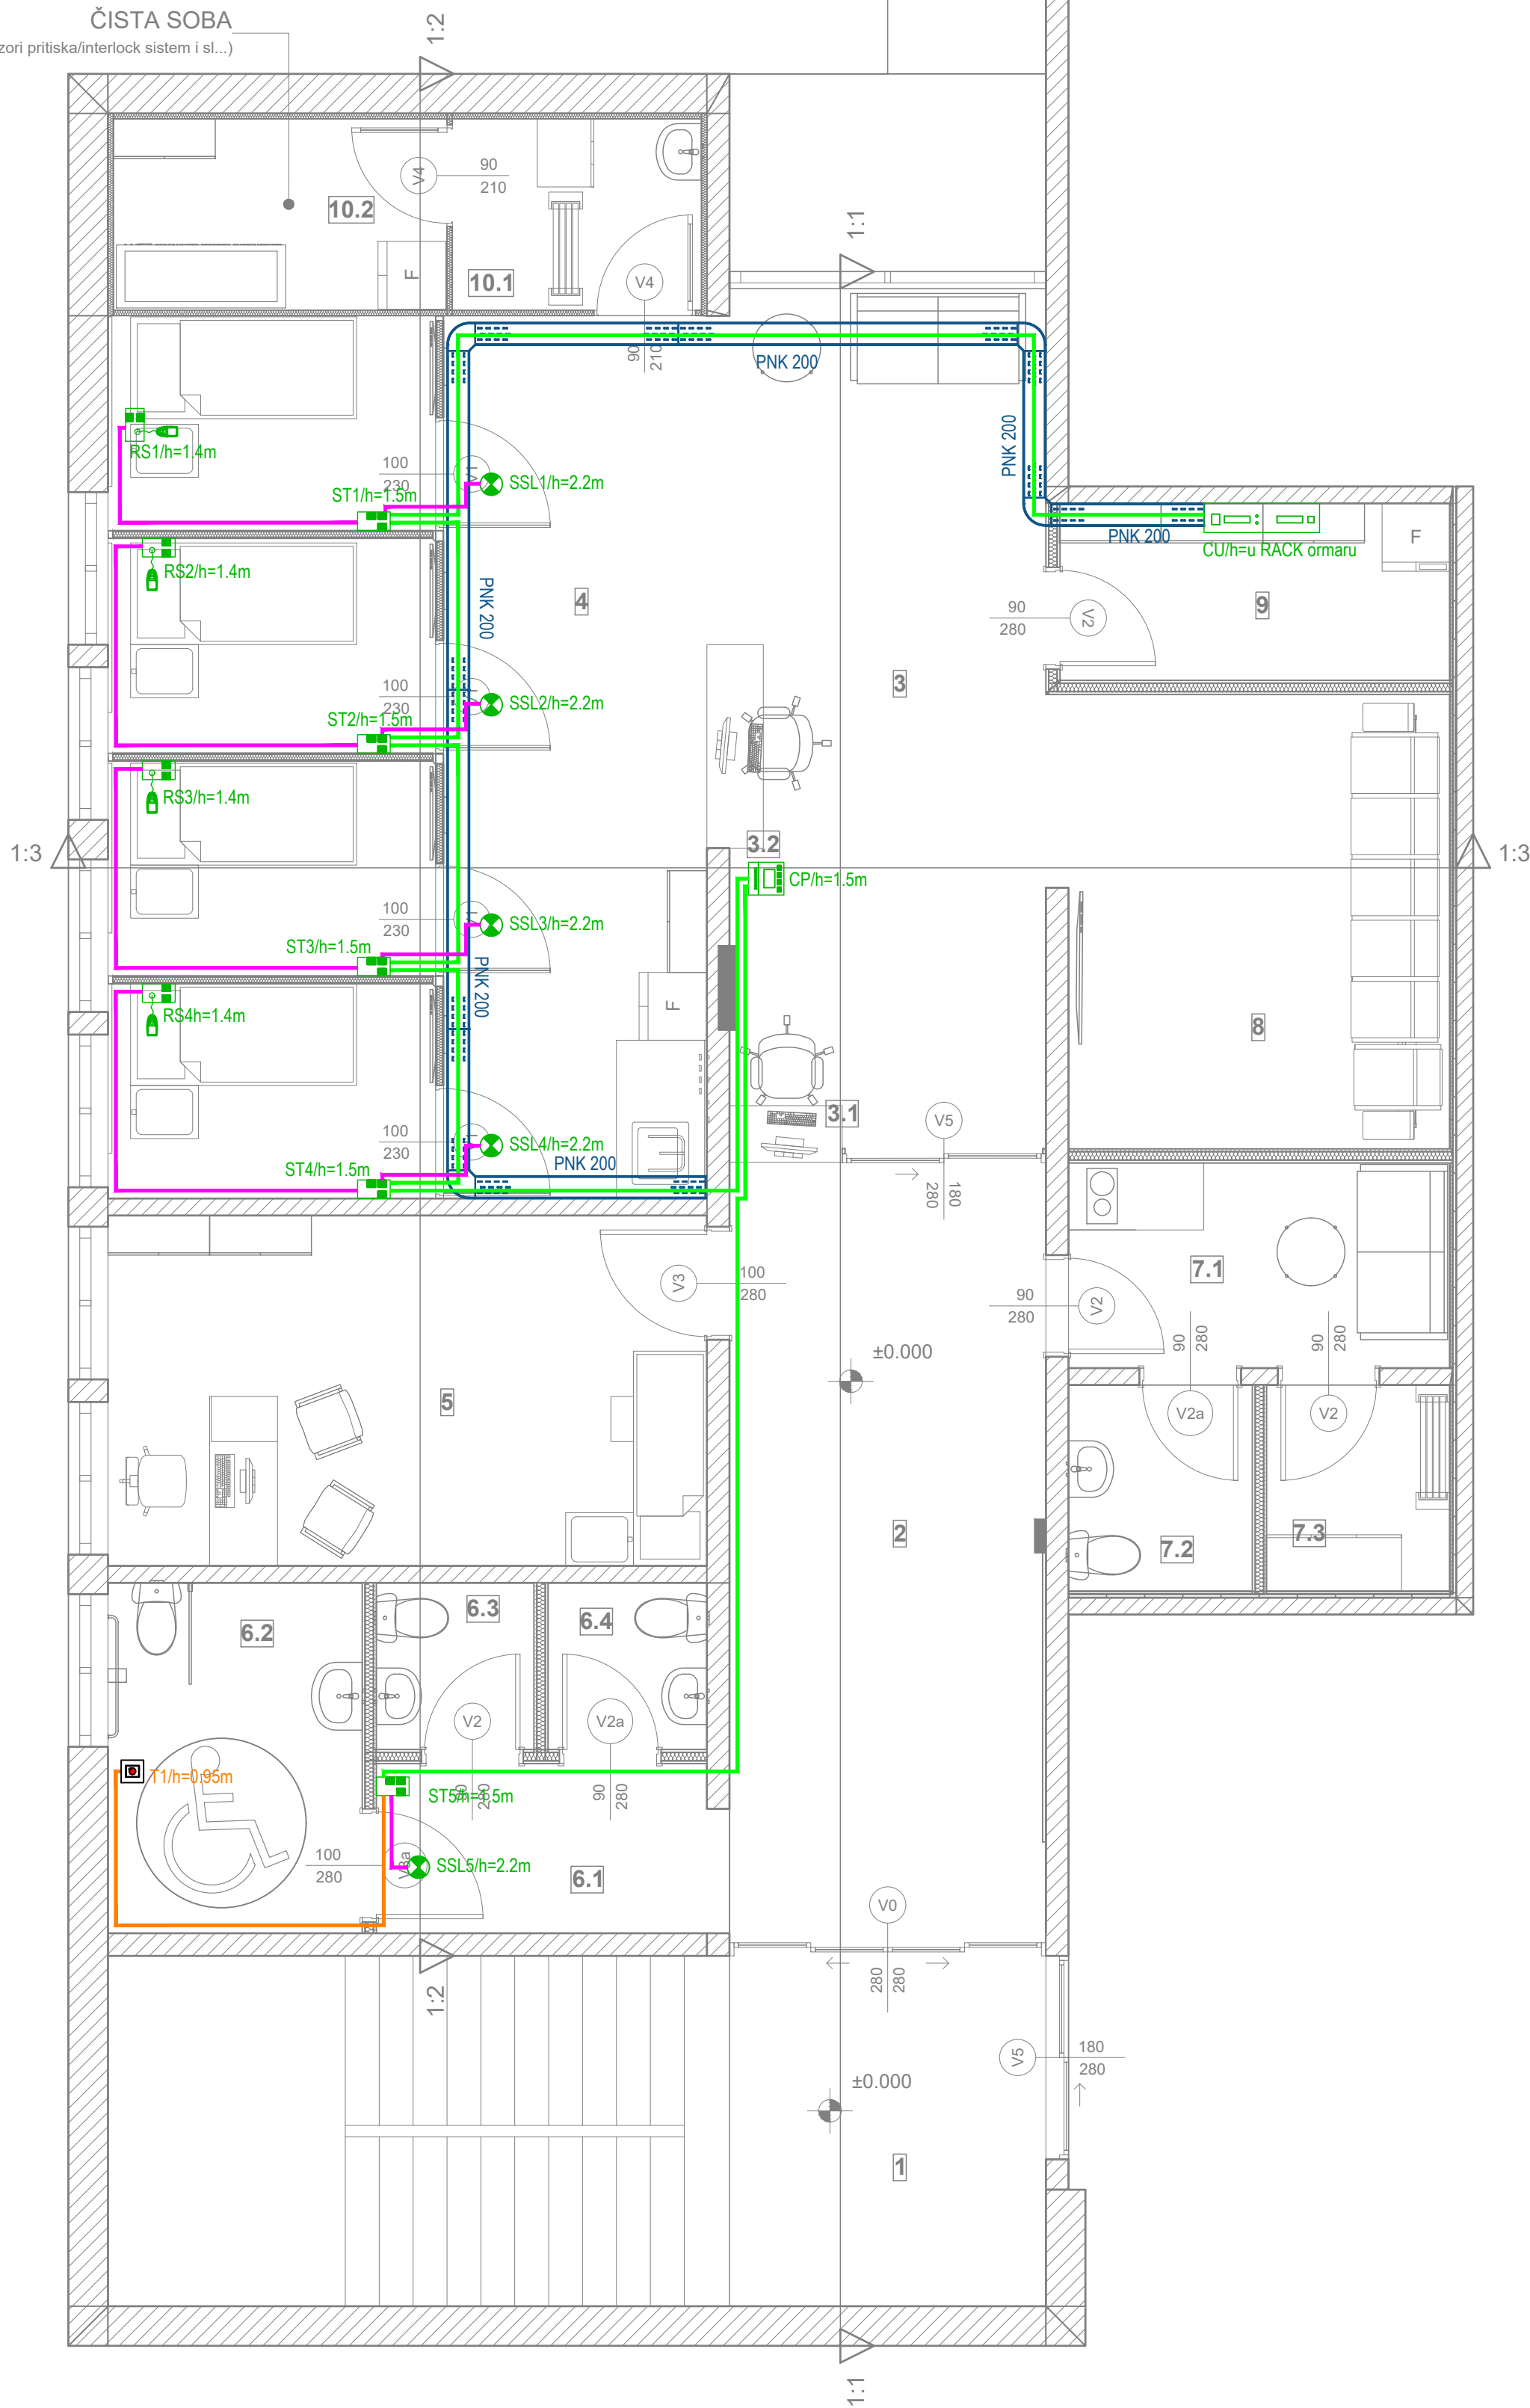 ČISTA SOBA
zori pritiska/interlock sistem i sl...)
1:2
1:1
V4
90
210
10.2
F
10.1
V4
90
210
PNK 200
PNK 200
RS1/h=1.4m
100
230
ST1/h=1.5m
SSL1/h=2.2m
PNK 200
CU/h=u RACK ormaru
F
RS2/h=1.4m
PNK 200
4
90
280
V2
9
3
100
230
ST2/h=1.5m
SSL2/h=2.2m
RS3/h=1.4m
1:3
3.2
1:3
CP/h=1.5m
100
230
ST3/h=1.5m
SSL3/h=2.2m
PNK 200
F
RS4h=1.4m
8
3.1
V5
180
280
100
230
ST4/h=1.5m
SSL4/h=2.2m
PNK 200
V3
100
280
7.1
90
280
V2
90
280
90
280
±0.000
5
V2a
V2
2
7.2
7.3
6.2
6.3
6.4
V2
V2a
T1/h=0.95m
ST5/h=1.5m
90
280
90
280
100
280
V3a
SSL5/h=2.2m
6.1
V0
280
280
1:2
V5
180
280
±0.000
1
1:1